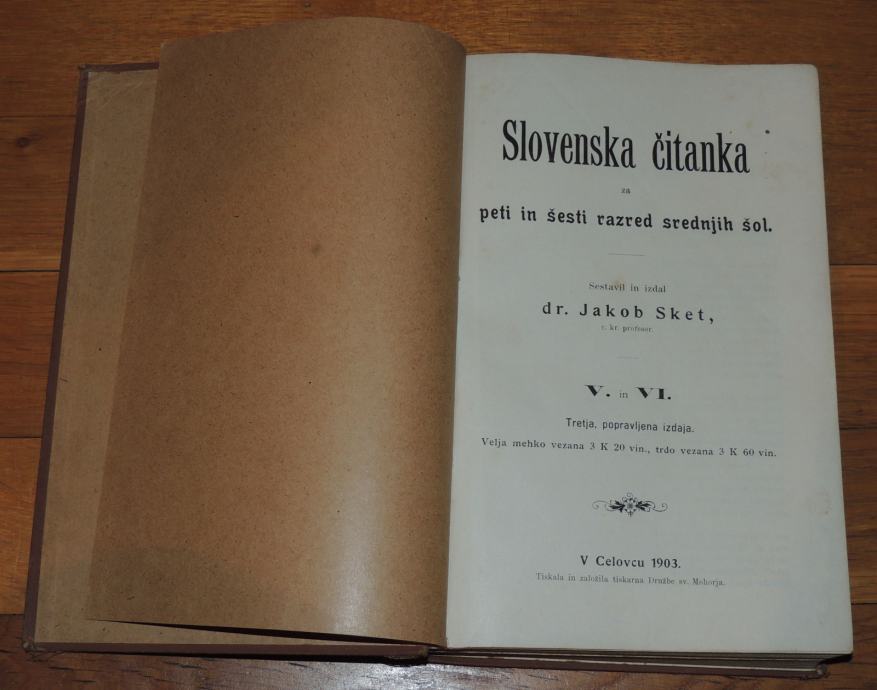 Slovenska čitanka
za
peti in šesti razred srednjih šol.
Sestavil in izdal
dr. Jakob Sket,
c. kr. profesor.
V. in VI.
Tretja, popravljena izdaja.
Velja mehko vezana 3 K 20 vin., trdo vezana 3 K 60 vin.
V Celovcu 1903.
Tiskala in založila tiskarna Družbe sv. Mohorja.